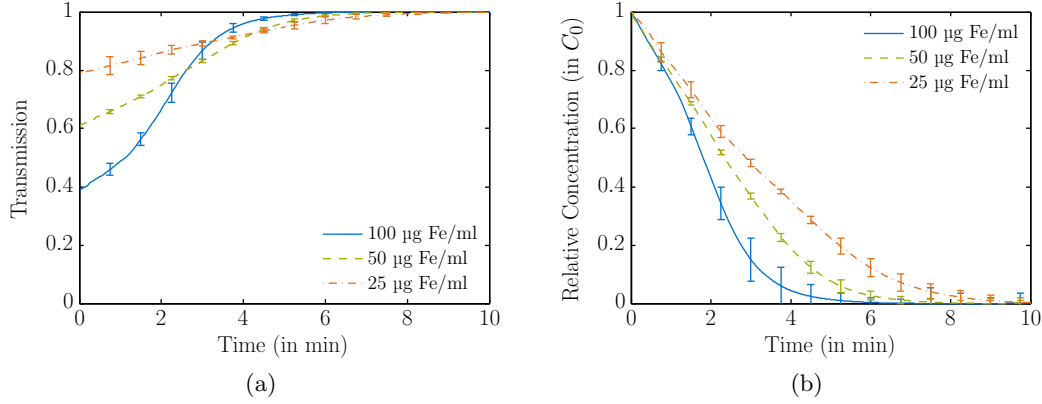 1
0.8
0.6
0.4
0.2
0
Transmission
100 µg Fe/ml
50 µg Fe/ml
25 µg Fe/ml
0 2 4 6 8 10
Time (in min)
(a)
1
0.8
0.6
0.4
0.2
0
Relative Concentration (in C0)
100 µg Fe/ml
50 µg Fe/ml
25 µg Fe/ml
0 2 4 6 8 10
Time (in min)
(b)